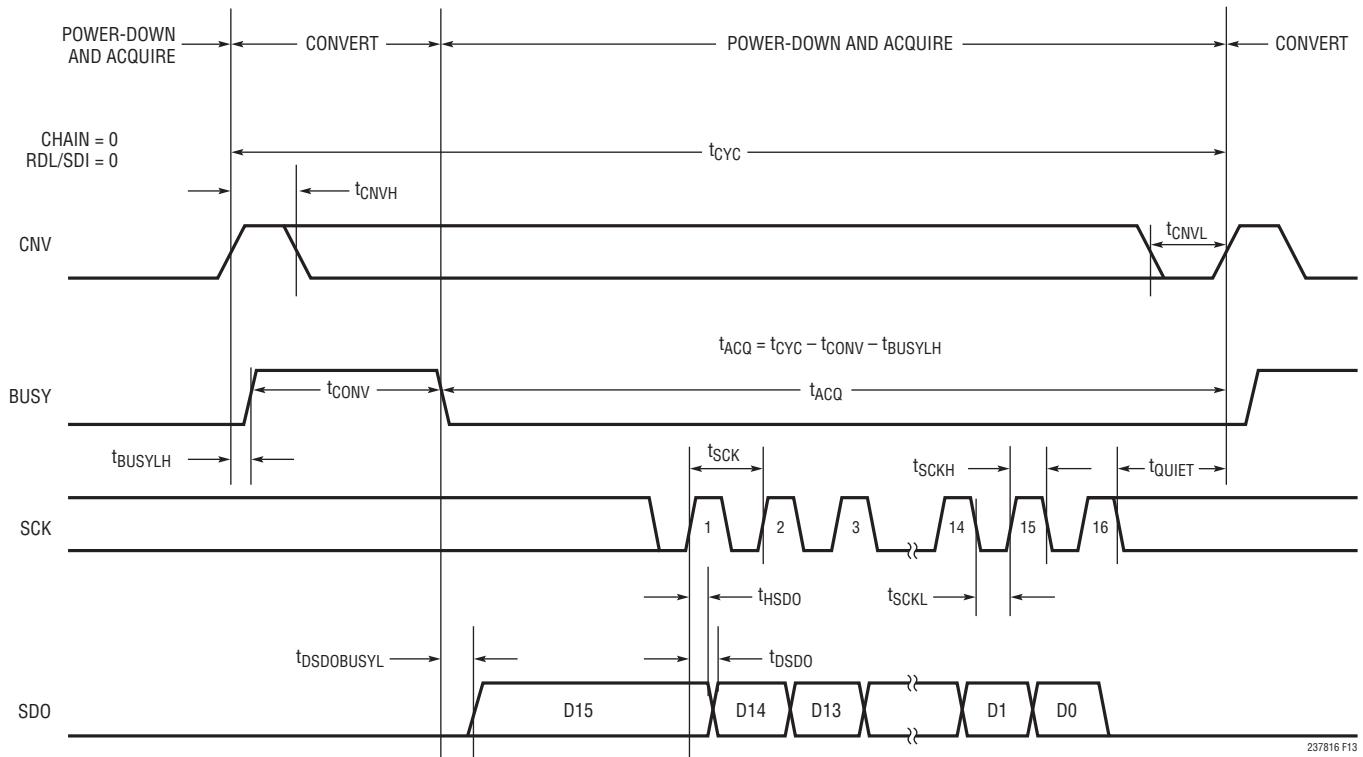 POWER-DOWN
AND ACQUIRE
CONVERT
POWER-DOWN AND ACQUIRE
CONVERT
CHAIN = 0
RDL/SDI = 0
tCYC
tCNVH
tCNVL
CNV
tACQ = tCYC – tCONV – tBUSYLH
tCONV
tACQ
BUSY
tBUSYLH
tSCK
tSCKH
tQUIET
SCK
1
2
3
14
15
16
tHSDO
tSCKL
tDSDOBUSYL
tDSDO
SDO
D15
D14
D13
D1
D0
237816 F13